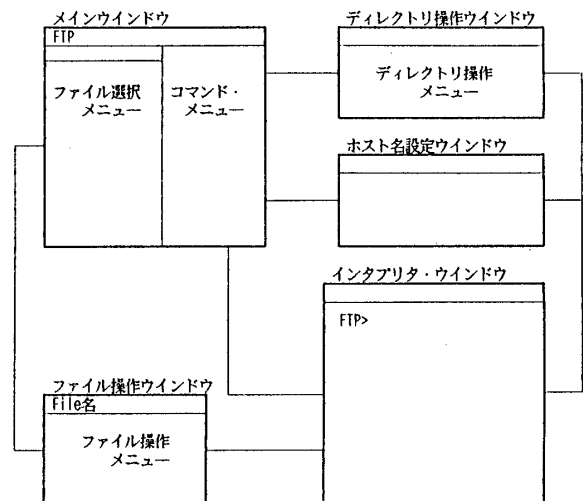 メインウインドウ
FTP
ファイル選択
メニュー
コマンド・
メニュー
ディレクトリ操作ウインドウ
ディレクトリ操作
メニュー
ホスト名設定ウインドウ
インタプリタ・ウインドウ
FTP>
ファイル操作ウインドウ
File名
ファイル操作
メニュー